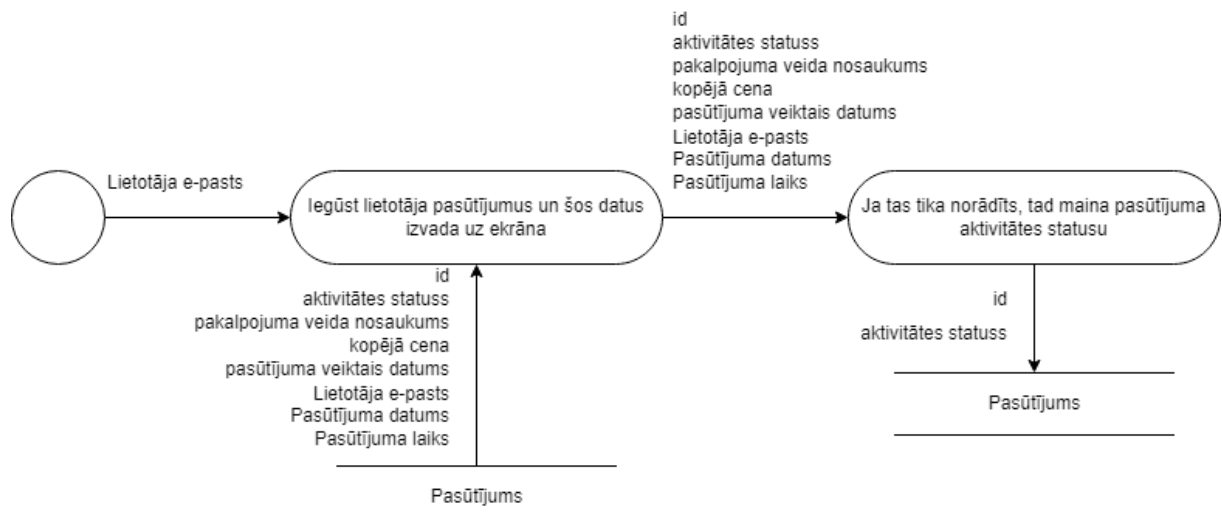 Lietotāja e-pasts
Iegūst lietotāja pasūtījumus un šos datus
izvada uz ekrāna
id
aktivitātes statuss
pakalpojuma veida nosaukums
kopējā cena
pasūtījuma veiktais datums
Lietotāja e-pasts
Pasūtījuma datums
Pasūtījuma laiks
Pasūtījums
id
aktivitātes statuss
pakalpojuma veida nosaukums
kopējā cena
pasūtījuma veiktais datums
Lietotāja e-pasts
Pasūtījuma datums
Pasūtījuma laiks
Ja tas tika norādīts, tad maina pasūtījuma
aktivitātes statusu
id
aktivitātes statuss
Pasūtījums